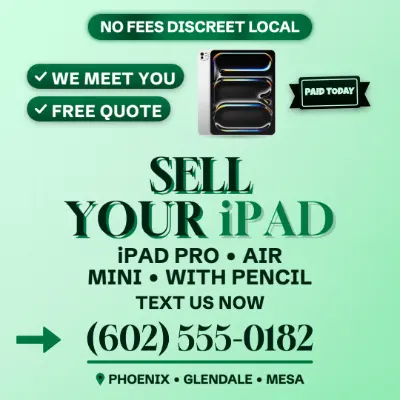 NO FEES DISCREET LOCAL
✓ WE MEET YOU
✓ FREE QUOTE
PAID TODAY
SELL
YOUR iPAD
iPAD PRO • AIR
MINI • WITH PENCIL
TEXT US NOW
(602) 555-0182
PHOENIX • GLENDALE • MESA